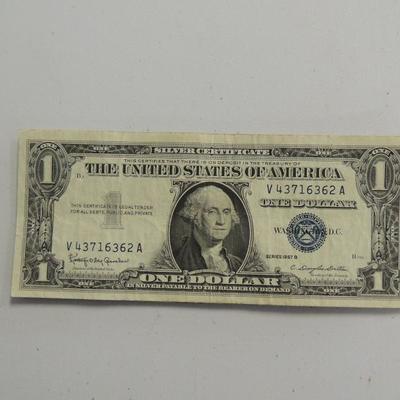 SILVER CERTIFICATE
THIS CERTIFIES THAT THERE IS ON DEPOSIT IN THE TREASURY OF
THE UNITED STATES OF AMERICA
V 43716362 A
ONE DOLLAR
THIS CERTIFICATE IS LEGAL TENDER
FOR ALL DEBTS, PUBLIC AND PRIVATE
1
WASHINGTON, D.C.
V 43716362 A
SERIES 1957 B
ONE DOLLAR
IN SILVER PAYABLE TO THE BEARER ON DEMAND
1
1
1
1